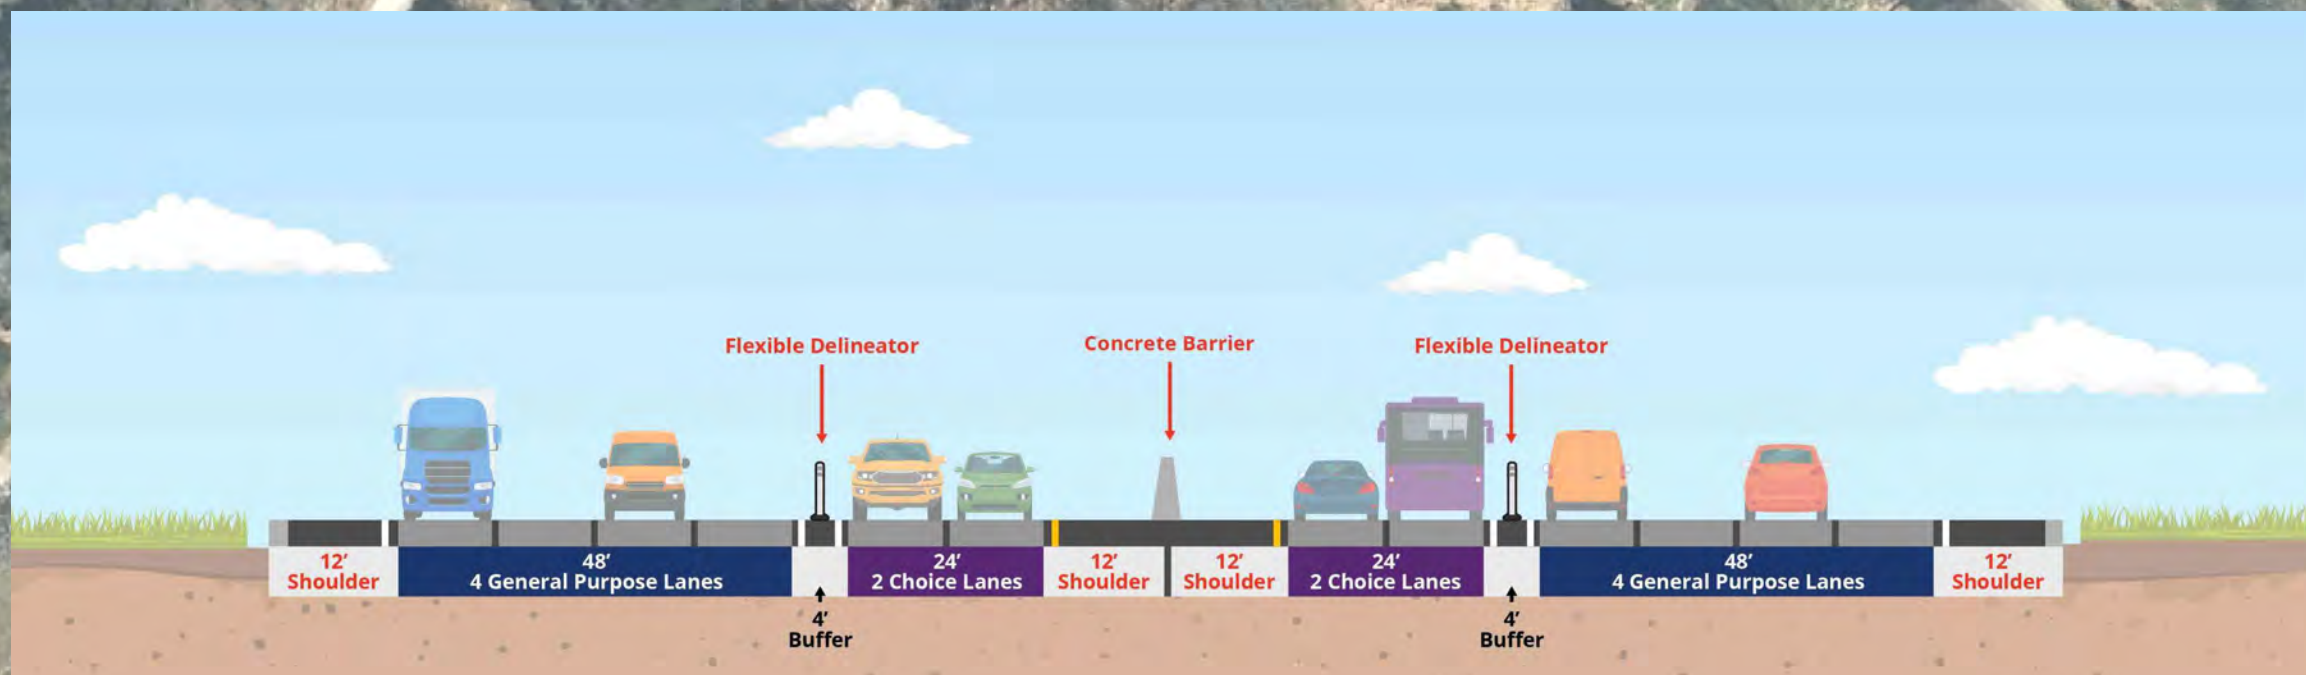 Flexible Delineator
Concrete Barrier
Flexible Delineator
12’
Shoulder
48’
4 General Purpose Lanes
4’
Buffer
24’
2 Choice Lanes
12’
Shoulder
12’
Shoulder
24’
2 Choice Lanes
4’
Buffer
48’
4 General Purpose Lanes
12’
Shoulder